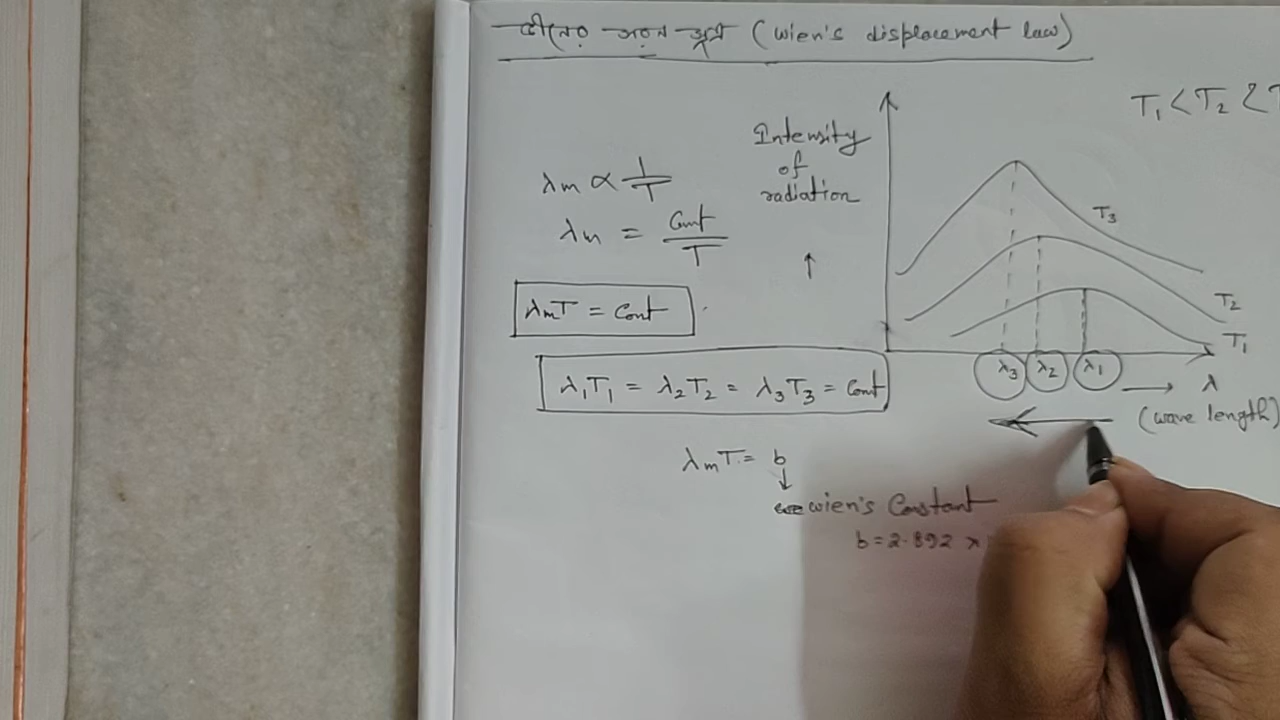 বীনের সরন সূত্র (Wien's displacement law)
T₁ < T₂ <
Intensity
of
radiation
λm ∝ 1/T
λm = Cont/T
λmT = Cont
λ₁T₁ = λ₂T₂ = λ₃T₃ = Cont
T₃
T₂
T₁
λ₃ λ₂ λ₁ → λ
(wave length)
λmT = b
wien's Constant
b = 2.892 ×